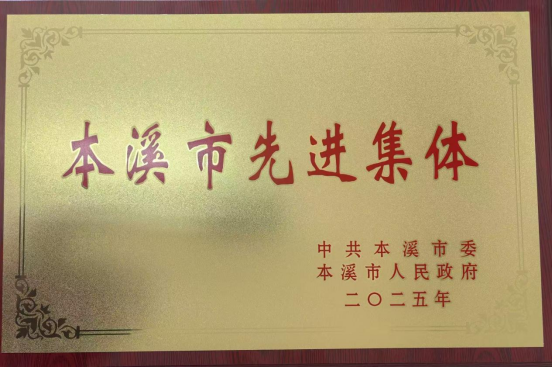 本溪市先进集体
中共本溪市委
本溪市人民政府
二〇二五年